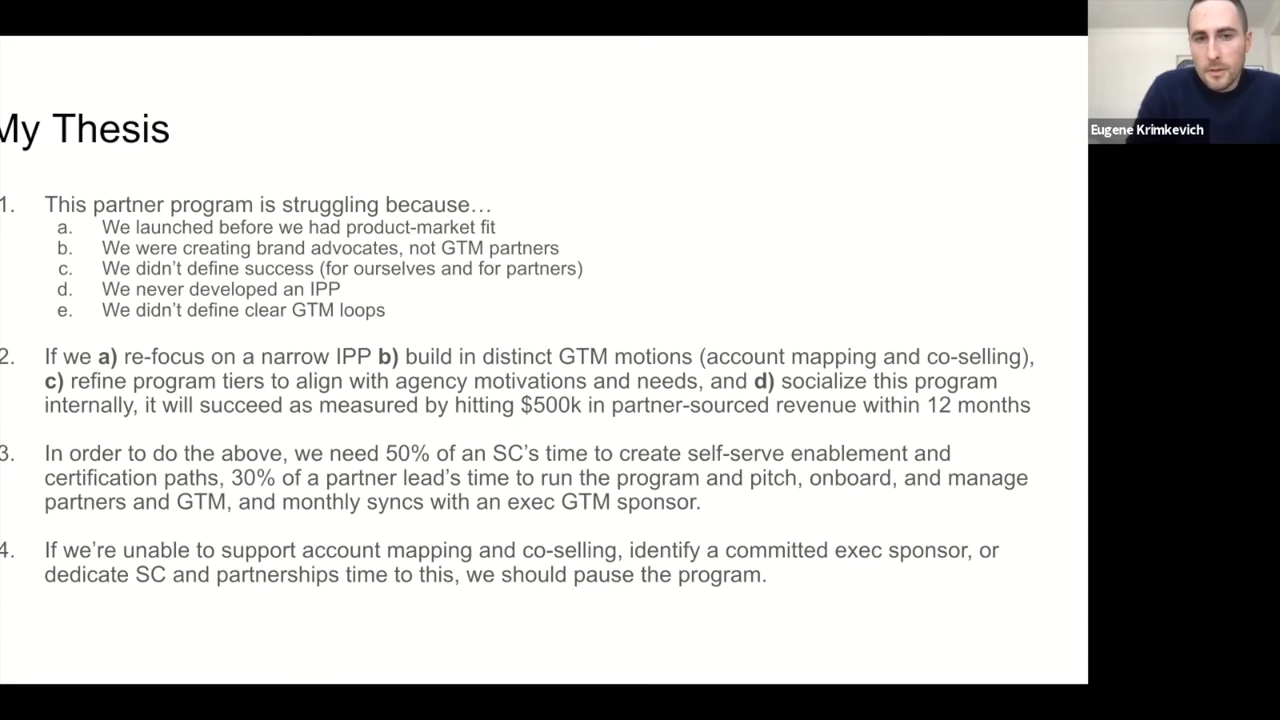 My Thesis
1. This partner program is struggling because…
a. We launched before we had product-market fit
b. We were creating brand advocates, not GTM partners
c. We didn’t define success (for ourselves and for partners)
d. We never developed an IPP
e. We didn’t define clear GTM loops
2. If we a) re-focus on a narrow IPP b) build in distinct GTM motions (account mapping and co-selling),
c) refine program tiers to align with agency motivations and needs, and d) socialize this program
internally, it will succeed as measured by hitting $500k in partner-sourced revenue within 12 months
3. In order to do the above, we need 50% of an SC’s time to create self-serve enablement and
certification paths, 30% of a partner lead’s time to run the program and pitch, onboard, and manage
partners and GTM, and monthly syncs with an exec GTM sponsor.
4. If we’re unable to support account mapping and co-selling, identify a committed exec sponsor, or
dedicate SC and partnerships time to this, we should pause the program.
Eugene Krimkevich